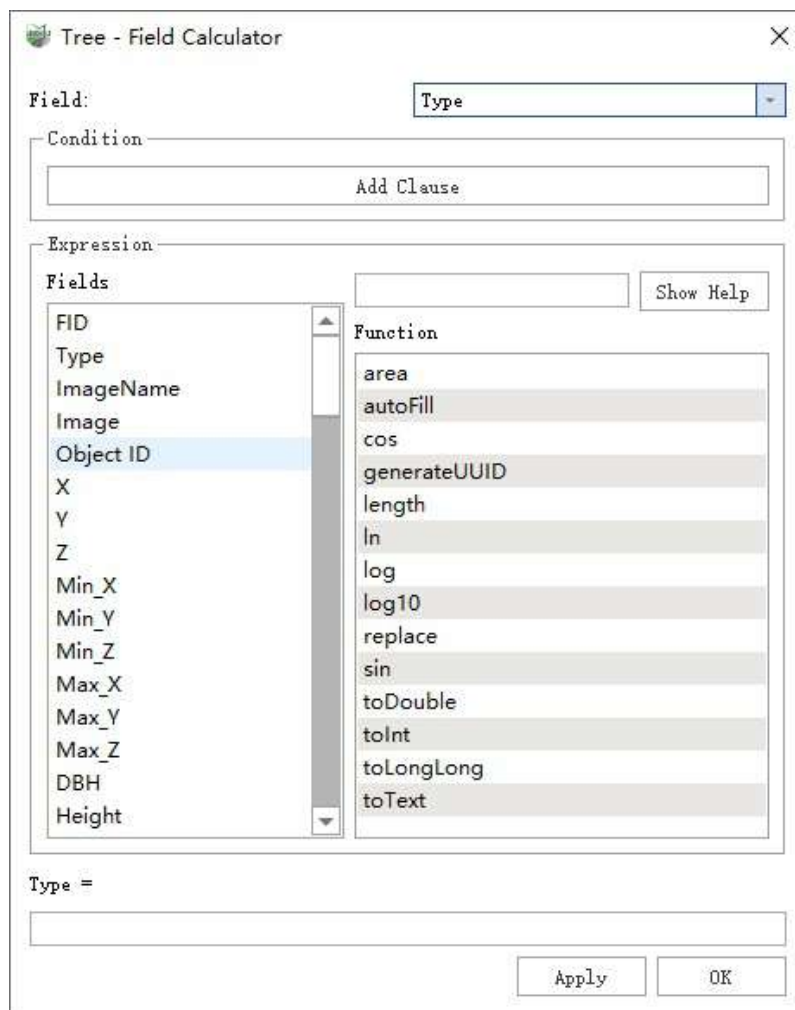 Tree - Field Calculator
Field:
Type
Condition
Add Clause
Expression
Fields
Show Help
FID
Type
ImageName
Image
Object ID
X
Y
Z
Min_X
Min_Y
Min_Z
Max_X
Max_Y
Max_Z
DBH
Height
Function
area
autoFill
cos
generateUUID
length
ln
log
log10
replace
sin
toDouble
toInt
toLongLong
toText
Type =
Apply
OK